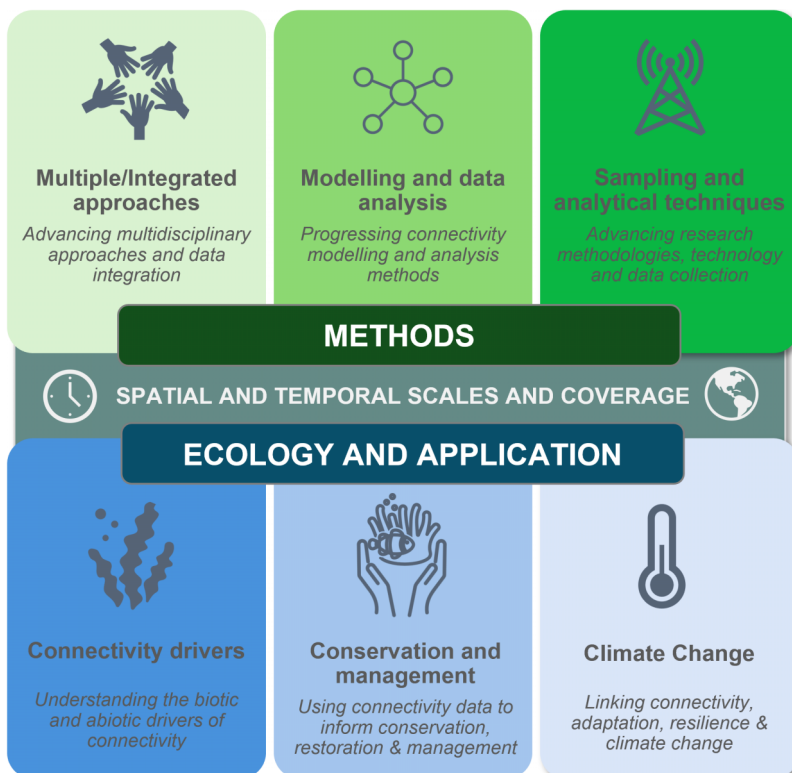 Multiple/Integrated
approaches
Advancing multidisciplinary
approaches and data
integration
Modelling and data
analysis
Progressing connectivity
modelling and analysis
methods
Sampling and
analytical techniques
Advancing research
methodologies, technology
and data collection
METHODS
SPATIAL AND TEMPORAL SCALES AND COVERAGE
ECOLOGY AND APPLICATION
Connectivity drivers
Understanding the biotic
and abiotic drivers of
connectivity
Conservation and
management
Using connectivity data to
inform conservation,
restoration & management
Climate Change
Linking connectivity,
adaptation, resilience &
climate change